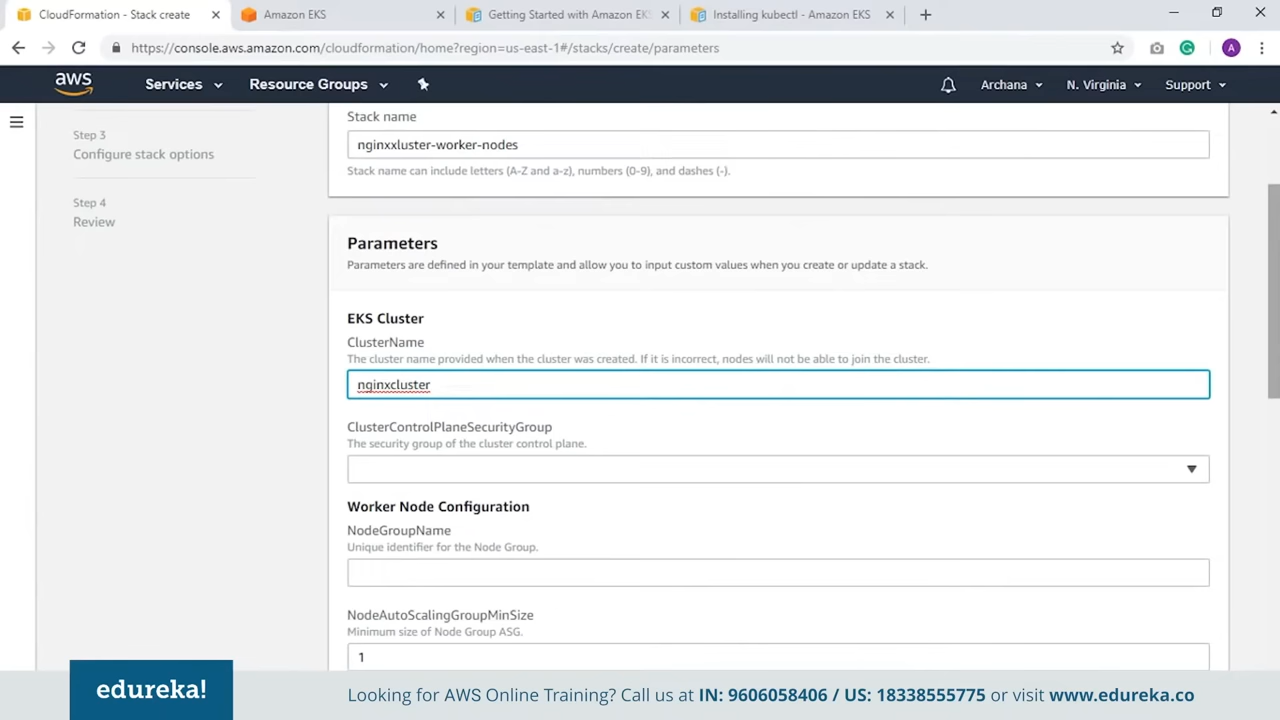 CloudFormation - Stack create
Amazon EKS
Getting Started with Amazon EKS
Installing kubectl - Amazon EKS
https://console.aws.amazon.com/cloudformation/home?region=us-east-1#/stacks/create/parameters
A
aws
Services
Resource Groups
Archana
N. Virginia
Support
Step 3
Configure stack options
Step 4
Review
Stack name
nginxxluster-worker-nodes
Stack name can include letters (A-Z and a-z), numbers (0-9), and dashes (-).
Parameters
Parameters are defined in your template and allow you to input custom values when you create or update a stack.
EKS Cluster
ClusterName
The cluster name provided when the cluster was created. If it is incorrect, nodes will not be able to join the cluster.
nginxcluster
ClusterControlPlaneSecurityGroup
The security group of the cluster control plane.
Worker Node Configuration
NodeGroupName
Unique identifier for the Node Group.
NodeAutoScalingGroupMinSize
Minimum size of Node Group ASG.
1
edureka!
Looking for AWS Online Training? Call us at IN: 9606058406 / US: 18338555775 or visit www.edureka.co